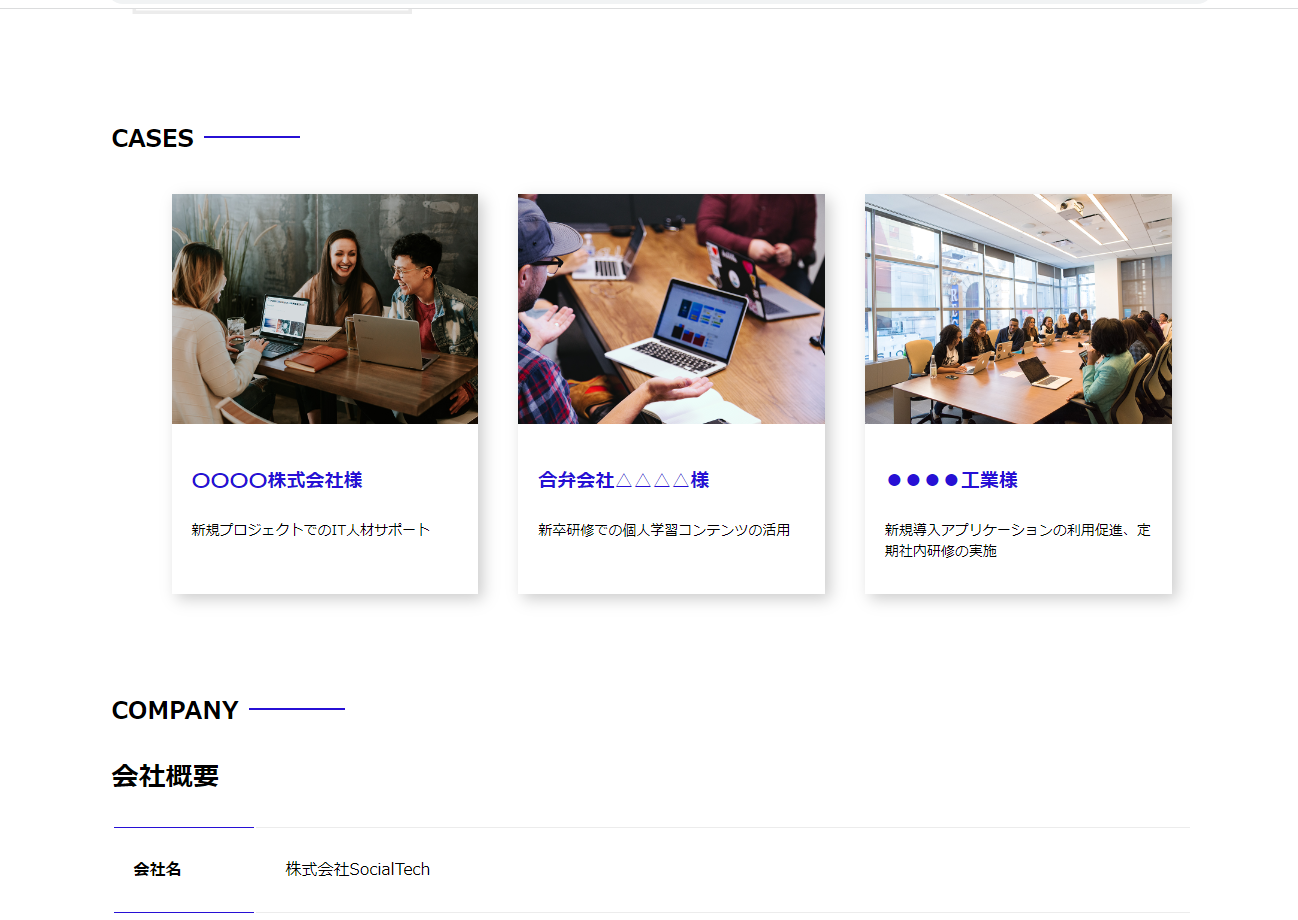 CASES
〇〇〇〇株式会社様
新規プロジェクトでのIT人材サポート
合弁会社△△△△様
新卒研修での個人学習コンテンツの活用
●●●●工業様
新規導入アプリケーションの利用促進、定
期社内研修の実施
COMPANY
会社概要
会社名
株式会社SocialTech